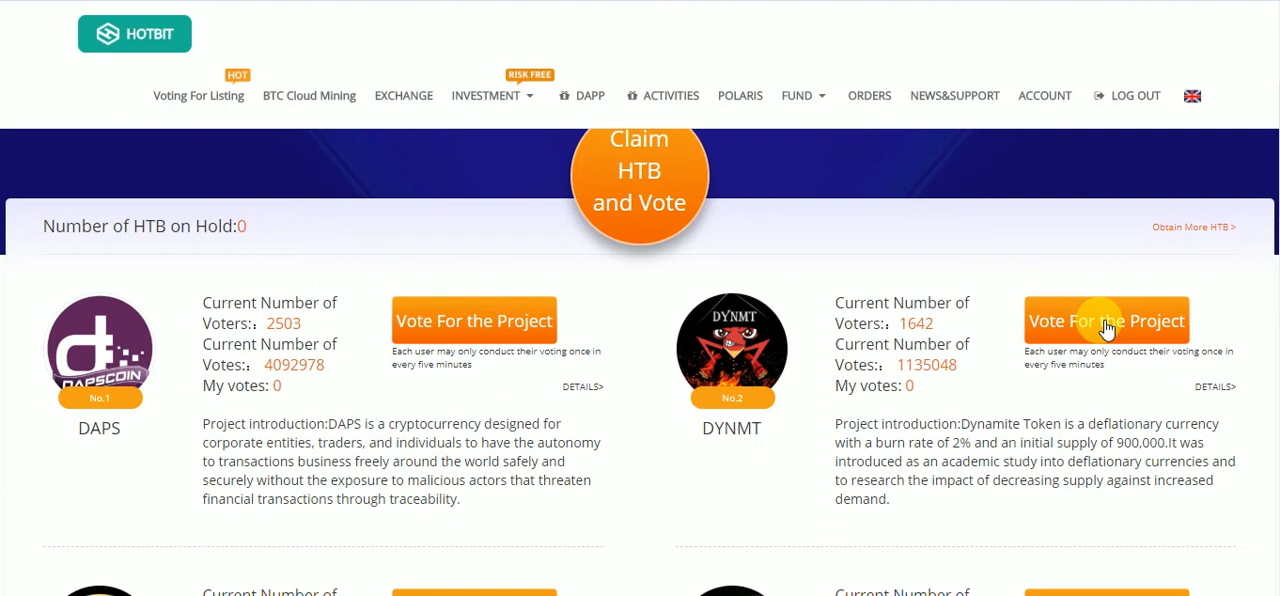 HOTBIT
HOT
RISK FREE
Voting For Listing BTC Cloud Mining EXCHANGE INVESTMENT DAPP ACTIVITIES POLARIS FUND ORDERS NEWS&SUPPORT ACCOUNT LOG OUT
Claim
HTB
and Vote
Number of HTB on Hold:0
Obtain More HTB >
Current Number of
Voters:: 2503
Current Number of
Votes:: 4092978
My votes: 0
Vote For the Project
Each user may only conduct their voting once in
every five minutes
DETAILS>
DAPSCOIN
No.1
DAPS
Project introduction:DAPS is a cryptocurrency designed for
corporate entities, traders, and individuals to have the autonomy
to transactions business freely around the world safely and
securely without the exposure to malicious actors that threaten
financial transactions through traceability.
DYNMT
No.2
DYNMT
Current Number of
Voters:: 1642
Current Number of
Votes:: 1135048
My votes: 0
Vote For the Project
Each user may only conduct their voting once in
every five minutes
DETAILS>
Project introduction:Dynamite Token is a deflationary currency
with a burn rate of 2% and an initial supply of 900,000.It was
introduced as an academic study into deflationary currencies and
to research the impact of decreasing supply against increased
demand.
Current Number of
Current Number of